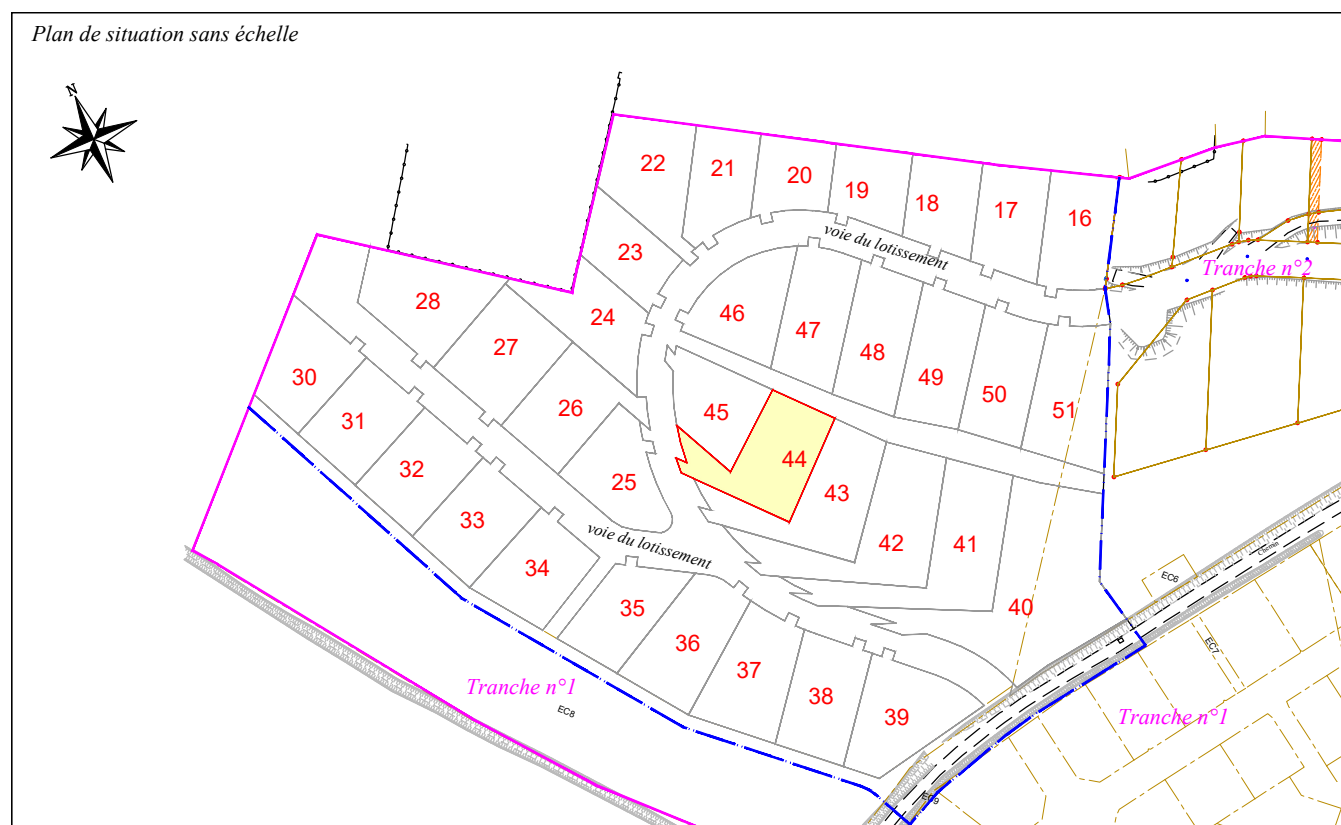 Plan de situation sans échelle
N
22
21
20
19
18
17
16
23
voie du lotissement
Tranche n°2
28
24
46
47
27
48
30
49
50
45
51
26
31
44
32
25
43
33
voie du lotissement
42
41
34
EC6
Chemin
35
40
36
EC7
37
Tranche n°1
EC8
38
39
Tranche n°1
EC9